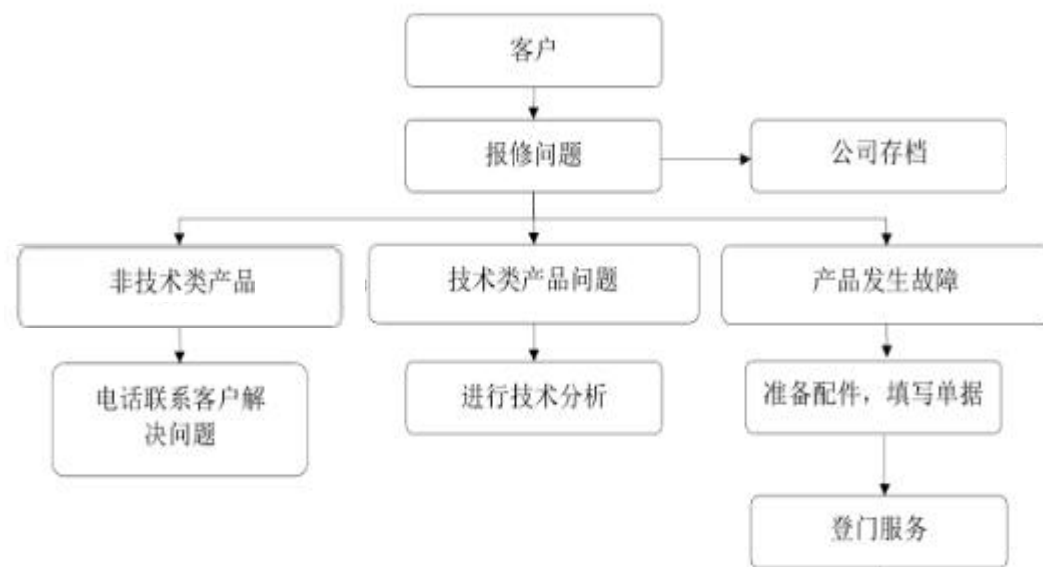 客户
报修问题
公司存档
非技术类产品
技术类产品问题
产品发生故障
电话联系客户解
决问题
进行技术分析
准备配件，填写单据
登门服务